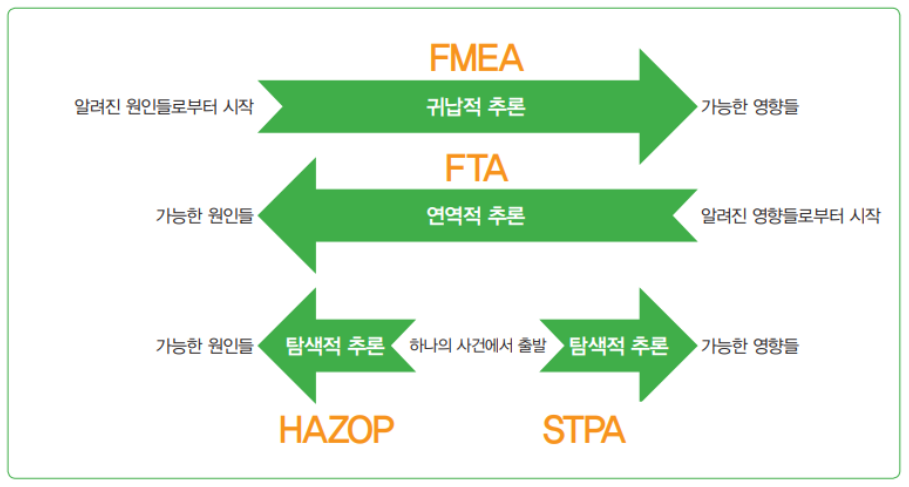 FMEA
알려진 원인들로부터 시작
귀납적 추론
가능한 영향들
FTA
가능한 원인들
연역적 추론
알려진 영향들로부터 시작
가능한 원인들
탐색적 추론
하나의 사건에서 출발
탐색적 추론
가능한 영향들
HAZOP
STPA